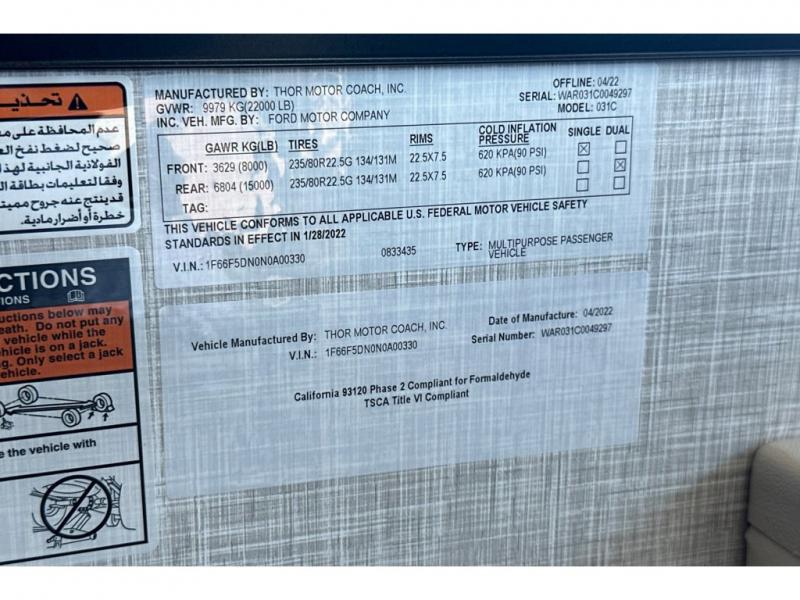 تحذير
عدم المحافظة على
صحيح لضغط نفخ
الفولاذية الجانبية لهذا
وفقا لتعليمات بطاقة
قد ينتج عنه جروح مميتة
خطرة أو أضرار مادية.
MANUFACTURED BY: THOR MOTOR COACH, INC.
GVWR: 9979 KG(22000 LB)
INC. VEH. MFG. BY: FORD MOTOR COMPANY
OFFLINE: 04/22
SERIAL: WAR031C0049297
MODEL: 031C
GAWR KG(LB) TIRES RIMS COLD INFLATION PRESSURE SINGLE DUAL
FRONT: 3629 (8000) 235/80R22.5G 134/131M 22.5X7.5 620 KPA(90 PSI) ☒ ☐
REAR: 6804 (15000) 235/80R22.5G 134/131M 22.5X7.5 620 KPA(90 PSI) ☐ ☒
TAG: ☐ ☐
THIS VEHICLE CONFORMS TO ALL APPLICABLE U.S. FEDERAL MOTOR VEHICLE SAFETY
STANDARDS IN EFFECT IN 1/28/2022
V.I.N.: 1F66F5DN0N0A00330 0833435 TYPE: MULTIPURPOSE PASSENGER
VEHICLE
CTIONS
IONS
uctions below may
eath. Do not put any
vehicle while the
ehicle is on a jack.
g. Only select a jack
ehicle.
e the vehicle with
Vehicle Manufactured By: THOR MOTOR COACH, INC.
V.I.N.: 1F66F5DN0N0A00330
Date of Manufacture: 04/2022
Serial Number: WAR031C0049297
California 93120 Phase 2 Compliant for Formaldehyde
TSCA Title VI Compliant